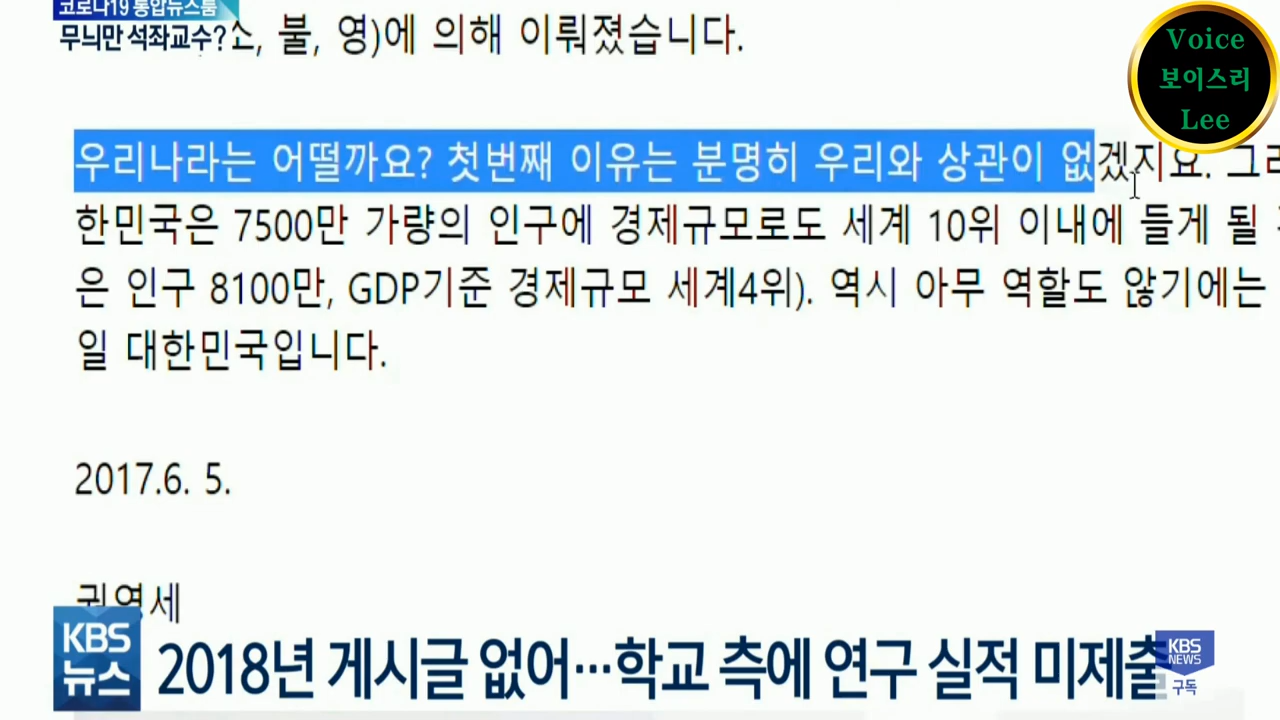 코로나19 통합뉴스룸
무늬만 석좌교수?
소, 불, 영)에 의해 이뤄졌습니다.
Voice
보이스리
Lee
우리나라는 어떨까요? 첫번째 이유는 분명히 우리와 상관이 없겠지요.
한민국은 7500만 가량의 인구에 경제규모로도 세계 10위 이내에 들게 될
은 인구 8100만, GDP기준 경제규모 세계4위). 역시 아무 역할도 않기에는
일 대한민국입니다.
2017.6. 5.
권영세
KBS
뉴스
2018년 게시글 없어…학교 측에 연구 실적 미제출
KBS
NEWS
구독